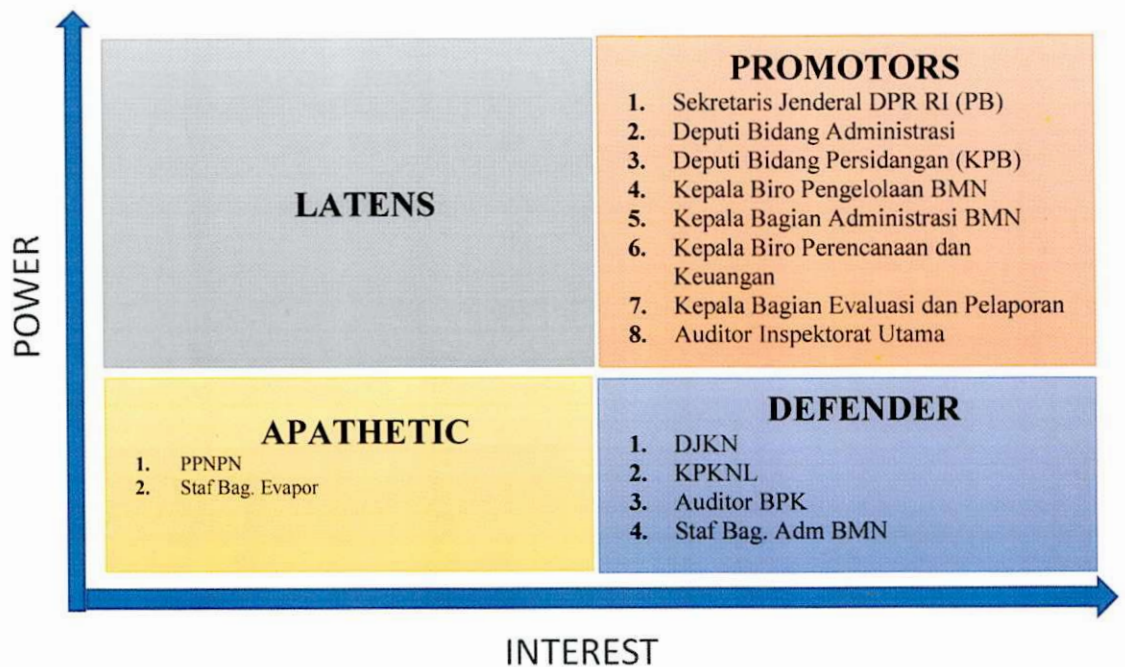 POWER
LATENS
PROMOTORS
1. Sekretaris Jenderal DPR RI (PB)
2. Deputi Bidang Administrasi
3. Deputi Bidang Persidangan (KPB)
4. Kepala Biro Pengelolaan BMN
5. Kepala Bagian Administrasi BMN
6. Kepala Biro Perencanaan dan
Keuangan
7. Kepala Bagian Evaluasi dan Pelaporan
8. Auditor Inspektorat Utama
APATHETIC
1. PPNPN
2. Staf Bag. Evapor
DEFENDER
1. DJKN
2. KPKNL
3. Auditor BPK
4. Staf Bag. Adm BMN
INTEREST